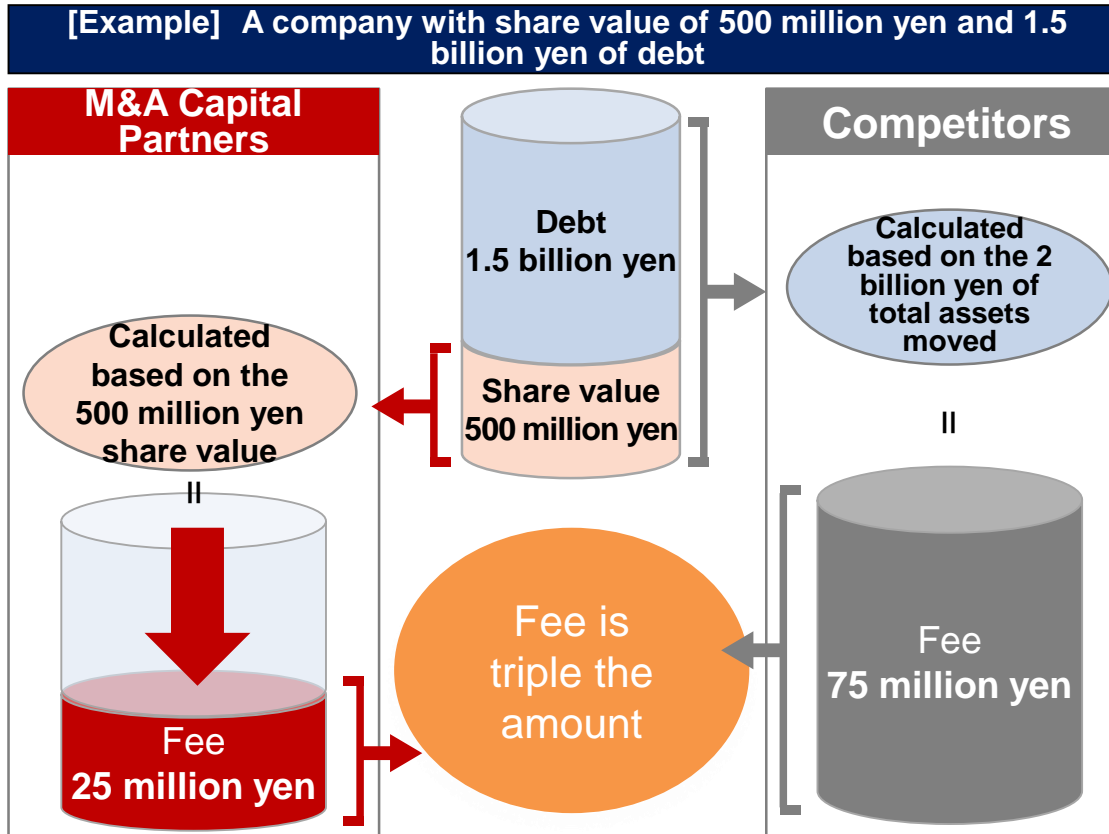 [Example] A company with share value of 500 million yen and 1.5
billion yen of debt
M&A Capital
Partners
Calculated
based on the
500 million yen
share value
=
Fee
25 million yen
Debt
1.5 billion yen
Share value
500 million yen
Fee is
triple the
amount
Competitors
Calculated
based on the 2
billion yen of
total assets
moved
=
Fee
75 million yen